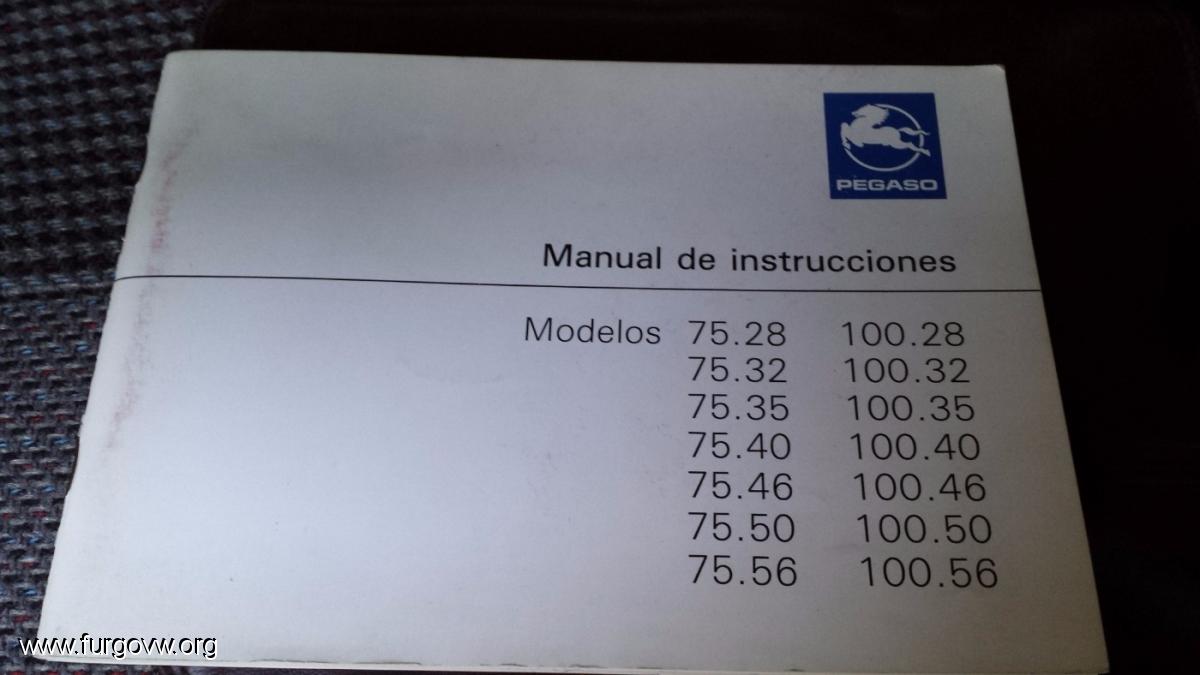 PEGASO
Manual de instrucciones
Modelos 75.28 100.28
75.32 100.32
75.35 100.35
75.40 100.40
75.46 100.46
75.50 100.50
75.56 100.56
www.furgovw.org